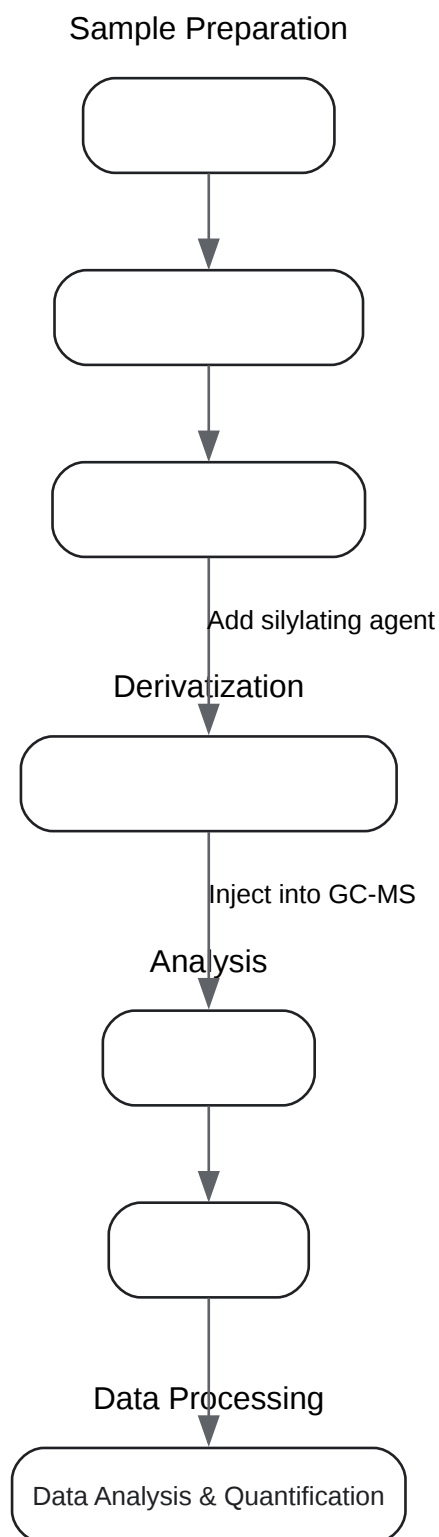 Sample Preparation
Add silylating agent
Derivatization
Inject into GC-MS
Analysis
Data Processing
Data Analysis & Quantification